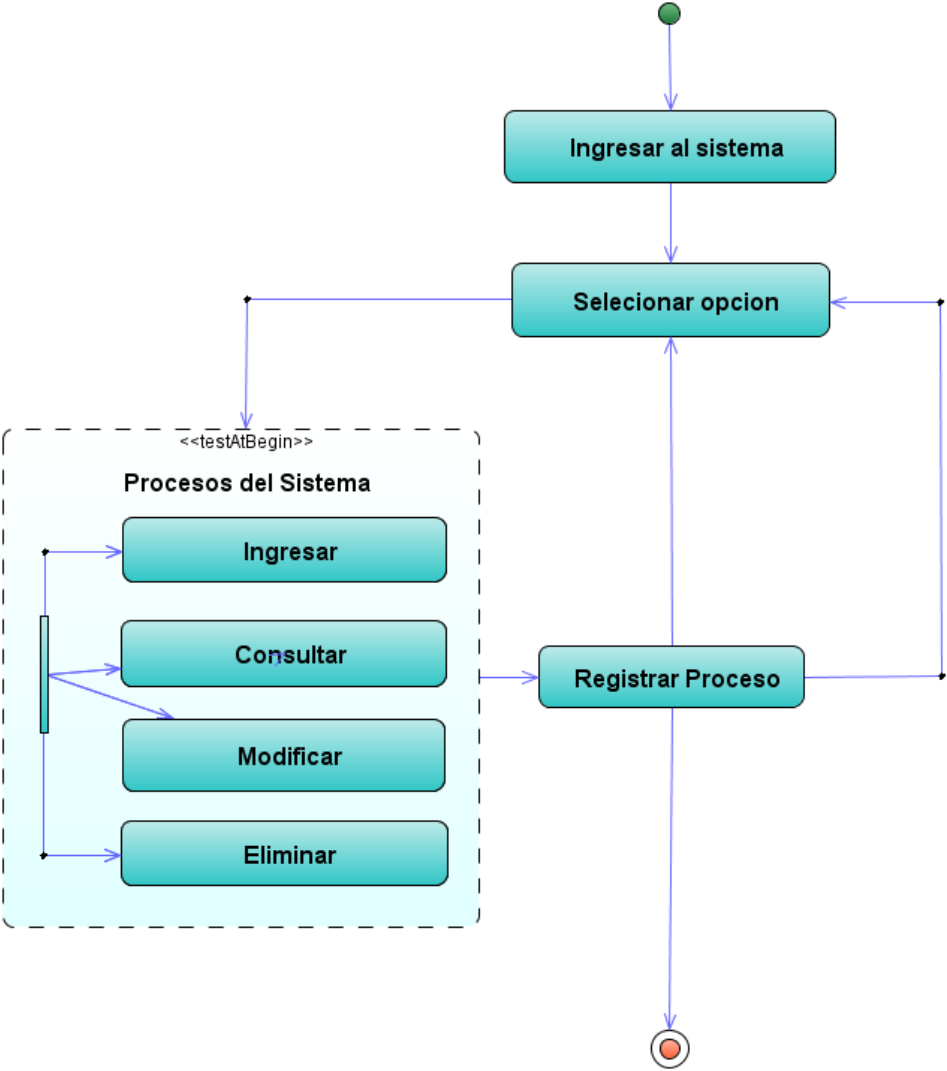 Ingresar al sistema
Selecionar opcion
<<testAtBegin>>
Procesos del Sistema
Ingresar
Consultar
Modificar
Eliminar
Registrar Proceso